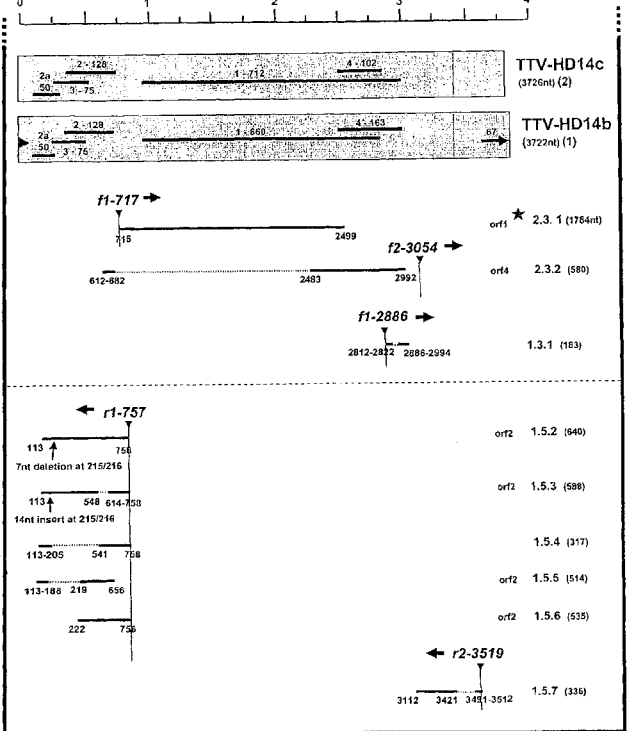 0 1 2 3 4
2 - 128 4 - 102
2a 1 - 712
50 3 - 75
TTV-HD14c
(3726nt) (2)
2 - 128 4 - 163
2a 1 - 660 67
50 3 - 75
TTV-HD14b
(3722nt) (1)
f1-717 →
716 2499 orf1 ★ 2.3.1 (1784nt)
f2-3054 →
612-682 2483 2992 orf4 2.3.2 (580)
f1-2886 →
2812-2822 2886-2994 1.3.1 (183)
← r1-757
113 758 orf2 1.5.2 (640)
7nt deletion at 215/216
113 548 614-758 orf2 1.5.3 (588)
14nt insert at 215/216
113-205 541 758 1.5.4 (317)
113-188 219 656 orf2 1.5.5 (514)
222 756 orf2 1.5.6 (535)
← r2-3519
3112 3421 3491-3512 1.5.7 (336)